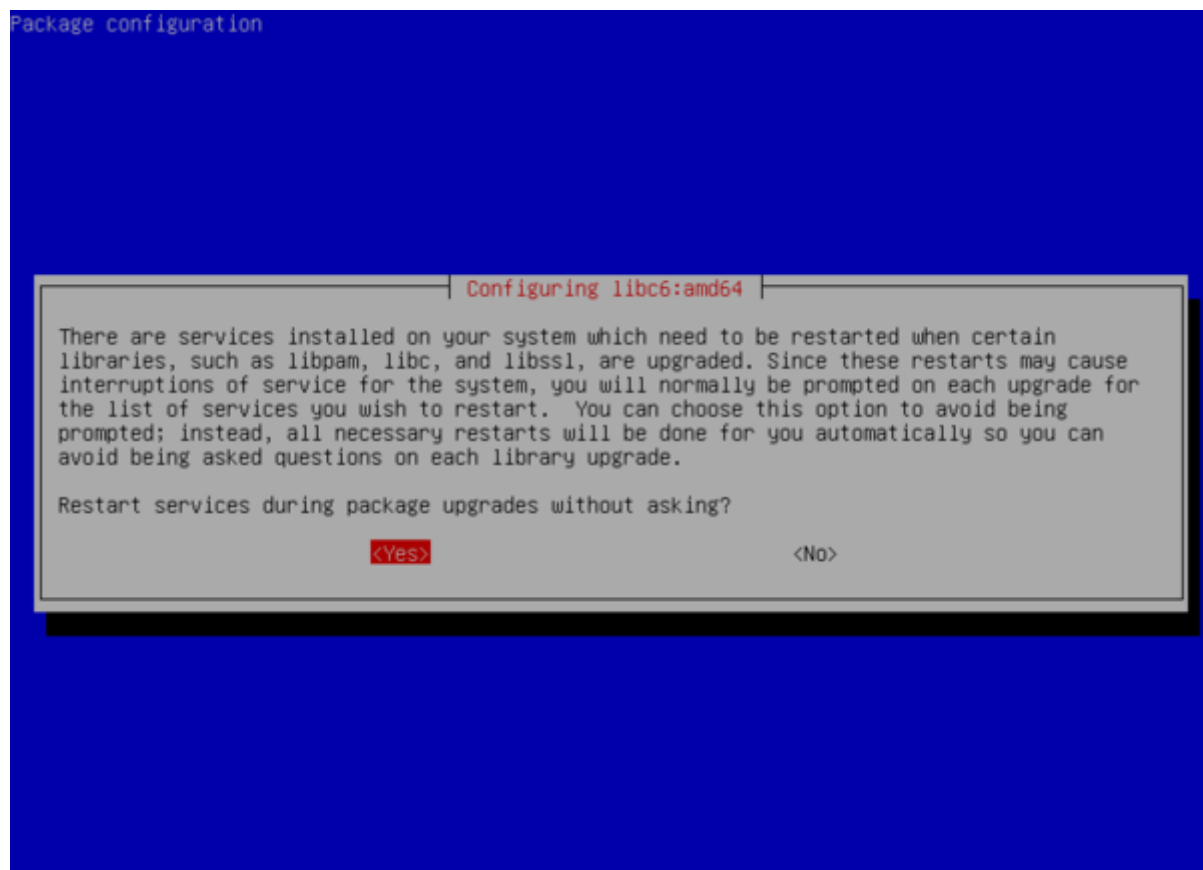 Package configuration
Configuring libc6:amd64
There are services installed on your system which need to be restarted when certain
libraries, such as libpam, libc, and libssl, are upgraded. Since these restarts may cause
interruptions of service for the system, you will normally be prompted on each upgrade for
the list of services you wish to restart.  You can choose this option to avoid being
prompted; instead, all necessary restarts will be done for you automatically so you can
avoid being asked questions on each library upgrade.
Restart services during package upgrades without asking?
<Yes> <No>